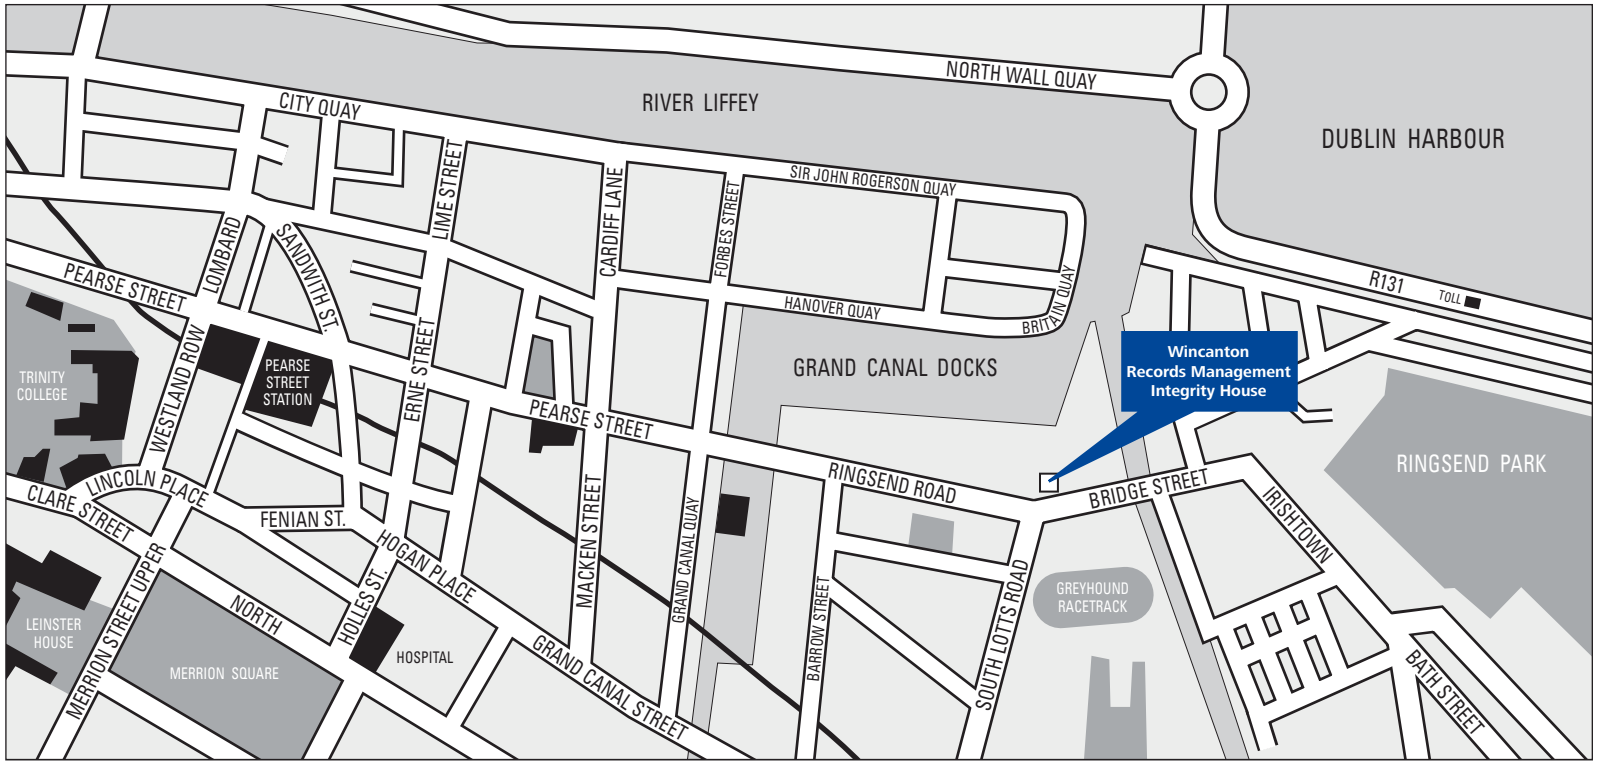 NORTH WALL QUAY
CITY QUAY
RIVER LIFFEY
DUBLIN HARBOUR
LIME STREET
SIR JOHN ROGERSON QUAY
CARDIFF LANE
FORBES STREET
LOMBARD
SANDWITH ST.
PEARSE STREET
R131
TOLL
HANOVER QUAY
BRITAIN QUAY
WESTLAND ROW
ERNE STREET
TRINITY
COLLEGE
PEARSE
STREET
STATION
GRAND CANAL DOCKS
Wincanton
Records Management
Integrity House
PEARSE STREET
RINGSEND ROAD
BRIDGE STREET
RINGSEND PARK
LINCOLN PLACE
CLARE STREET
FENIAN ST.
HOGAN PLACE
MACKEN STREET
GRAND CANAL QUAY
IRISHTOWN
MERRION STREET UPPER
NORTH
HOLLES ST.
BARROW STREET
SOUTH LOTTS ROAD
GREYHOUND
RACETRACK
LEINSTER
HOUSE
HOSPITAL
MERRION SQUARE
GRAND CANAL STREET
BATH STREET